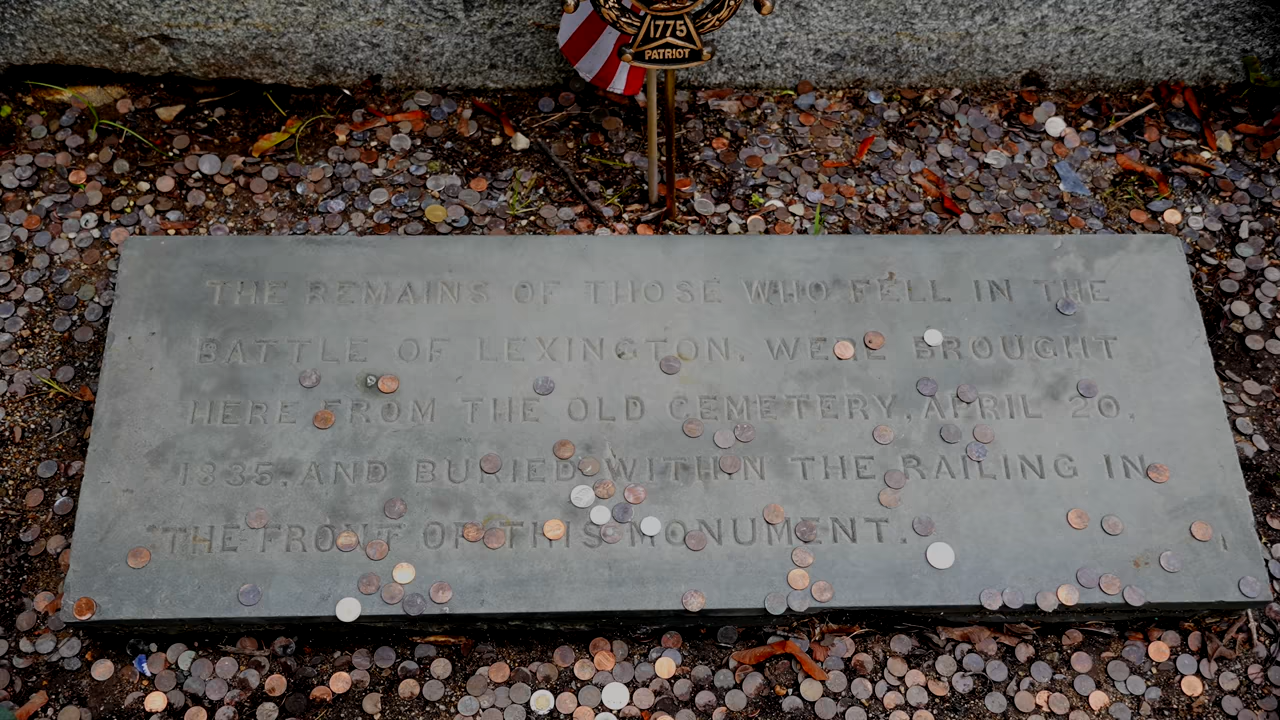 1775
PATRIOT
THE REMAINS OF THOSE WHO FELL IN THE
BATTLE OF LEXINGTON, WERE BROUGHT
HERE FROM THE OLD CEMETERY, APRIL 20,
1835, AND BURIED WITHIN THE RAILING IN
THE FRONT OF THIS MONUMENT.